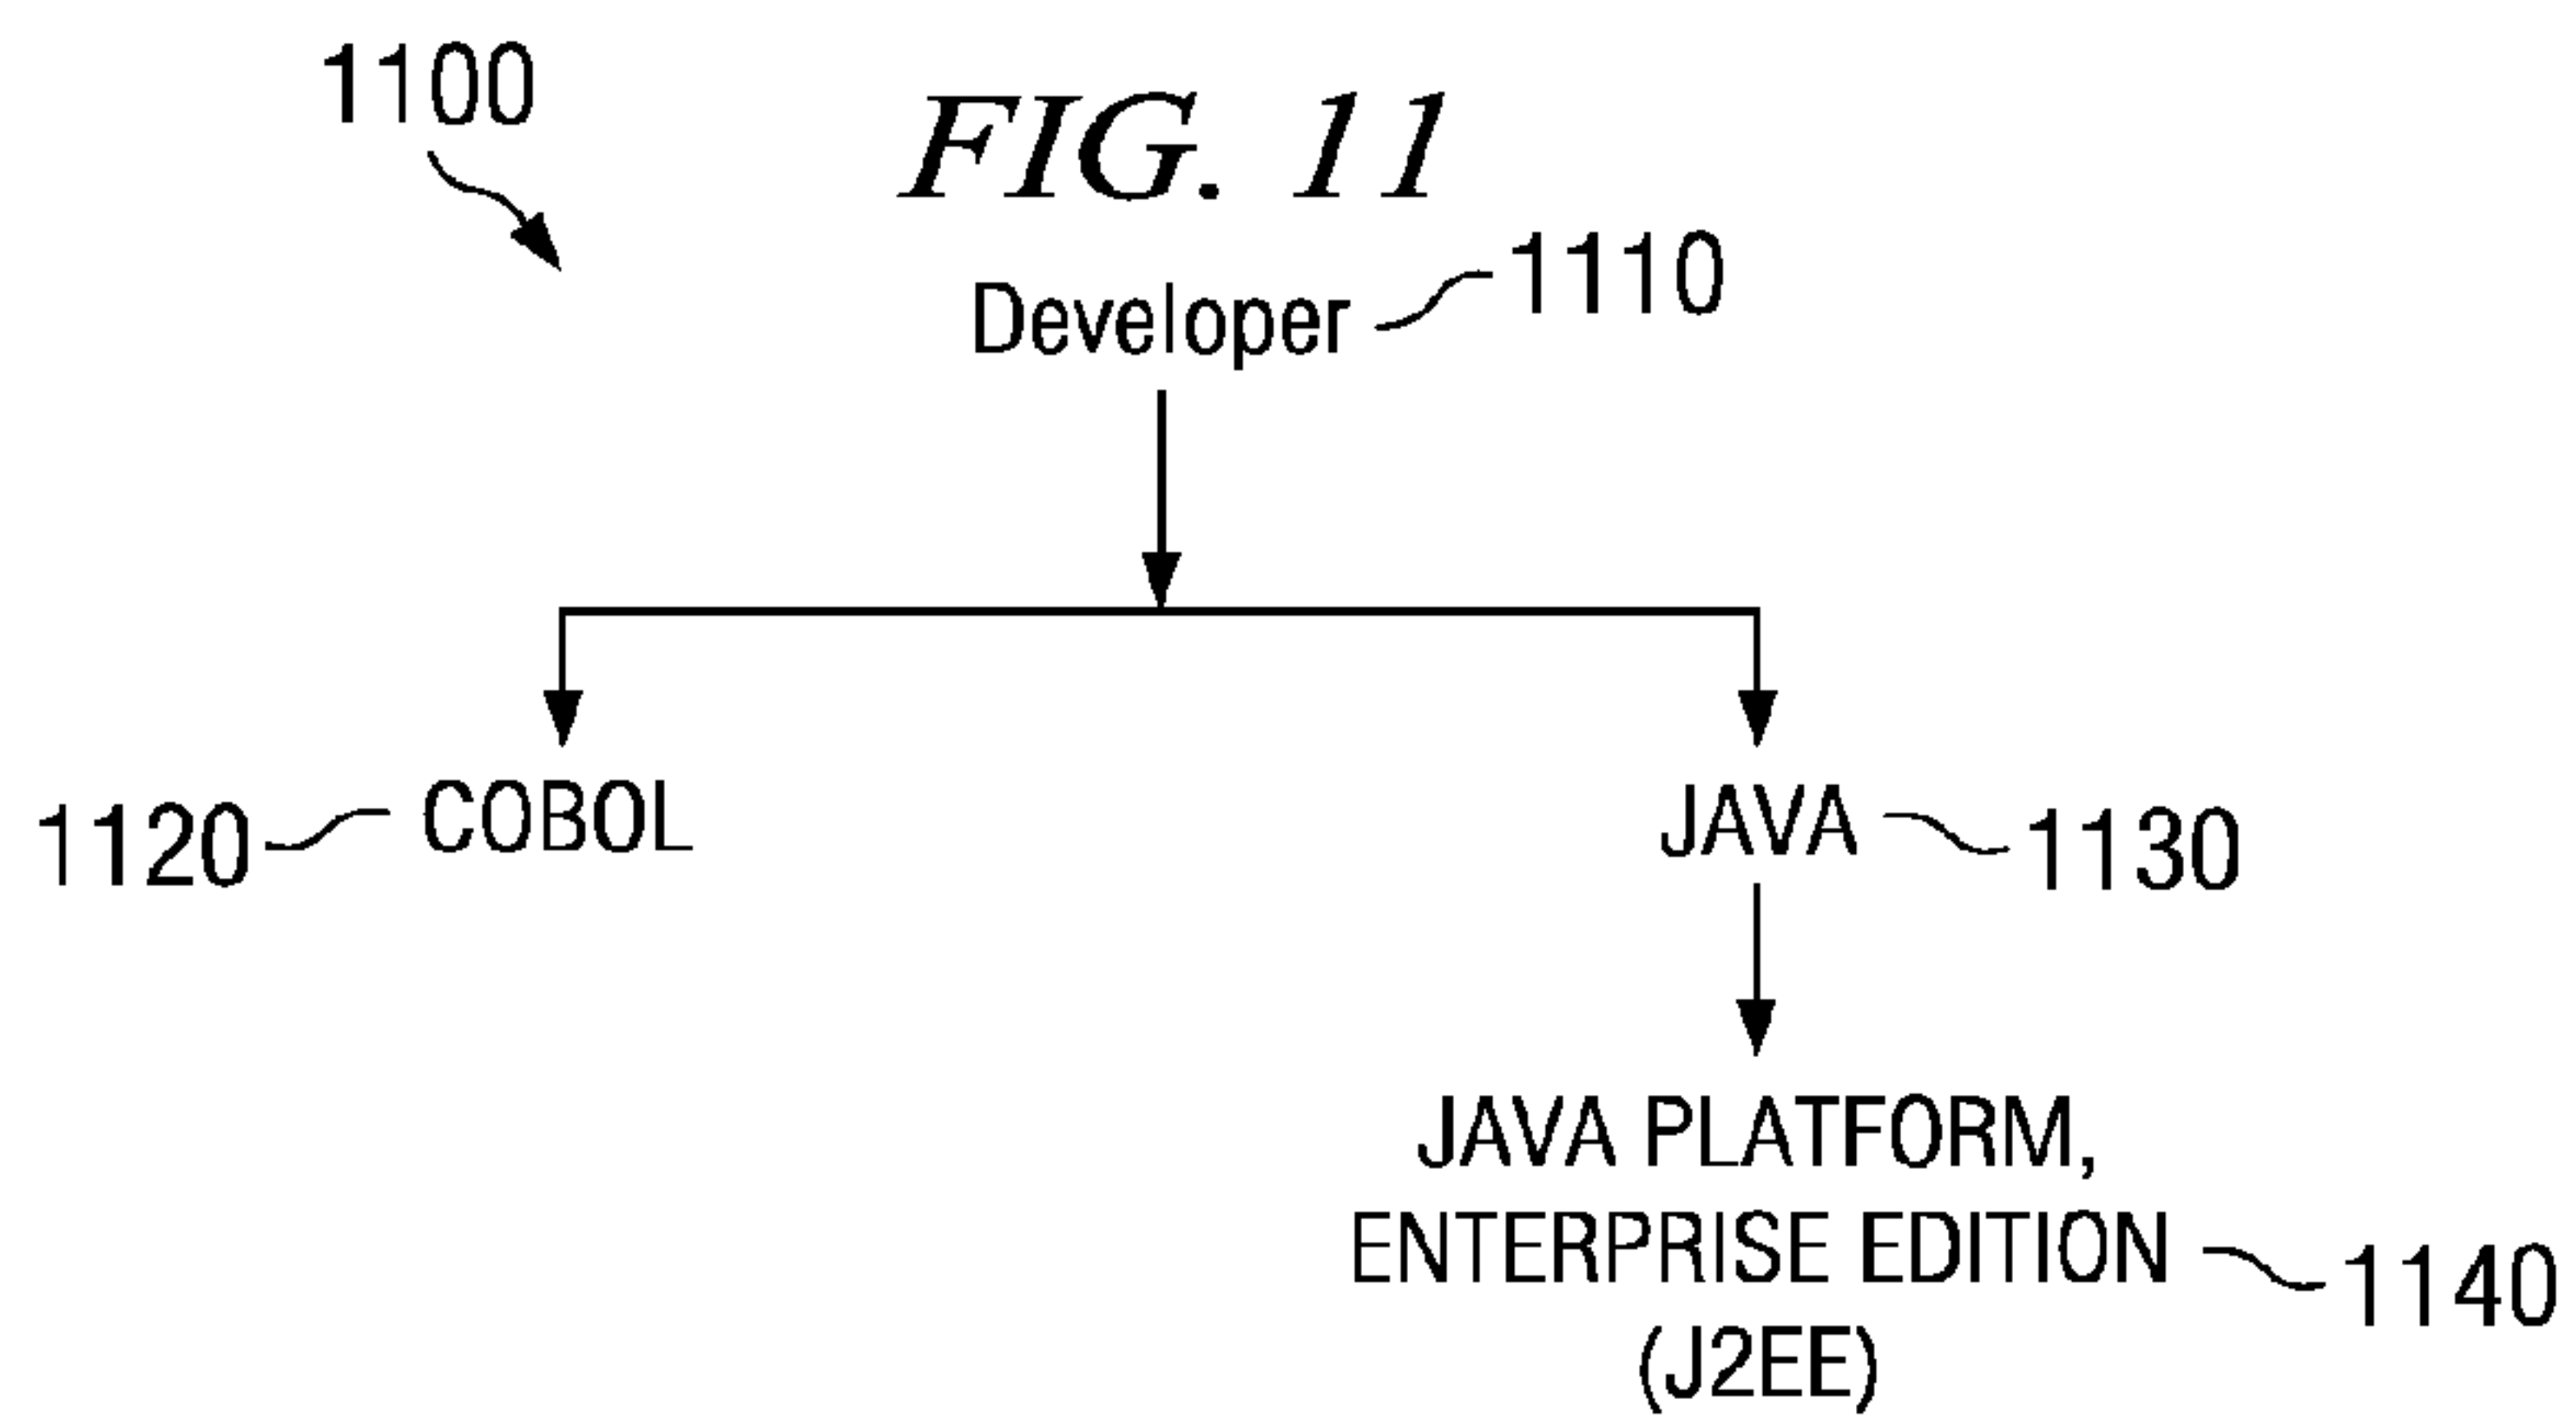 1100
FIG. 11
Developer
1110
1120
COBOL
JAVA
1130
JAVA PLATFORM,
ENTERPRISE EDITION
(J2EE)
1140